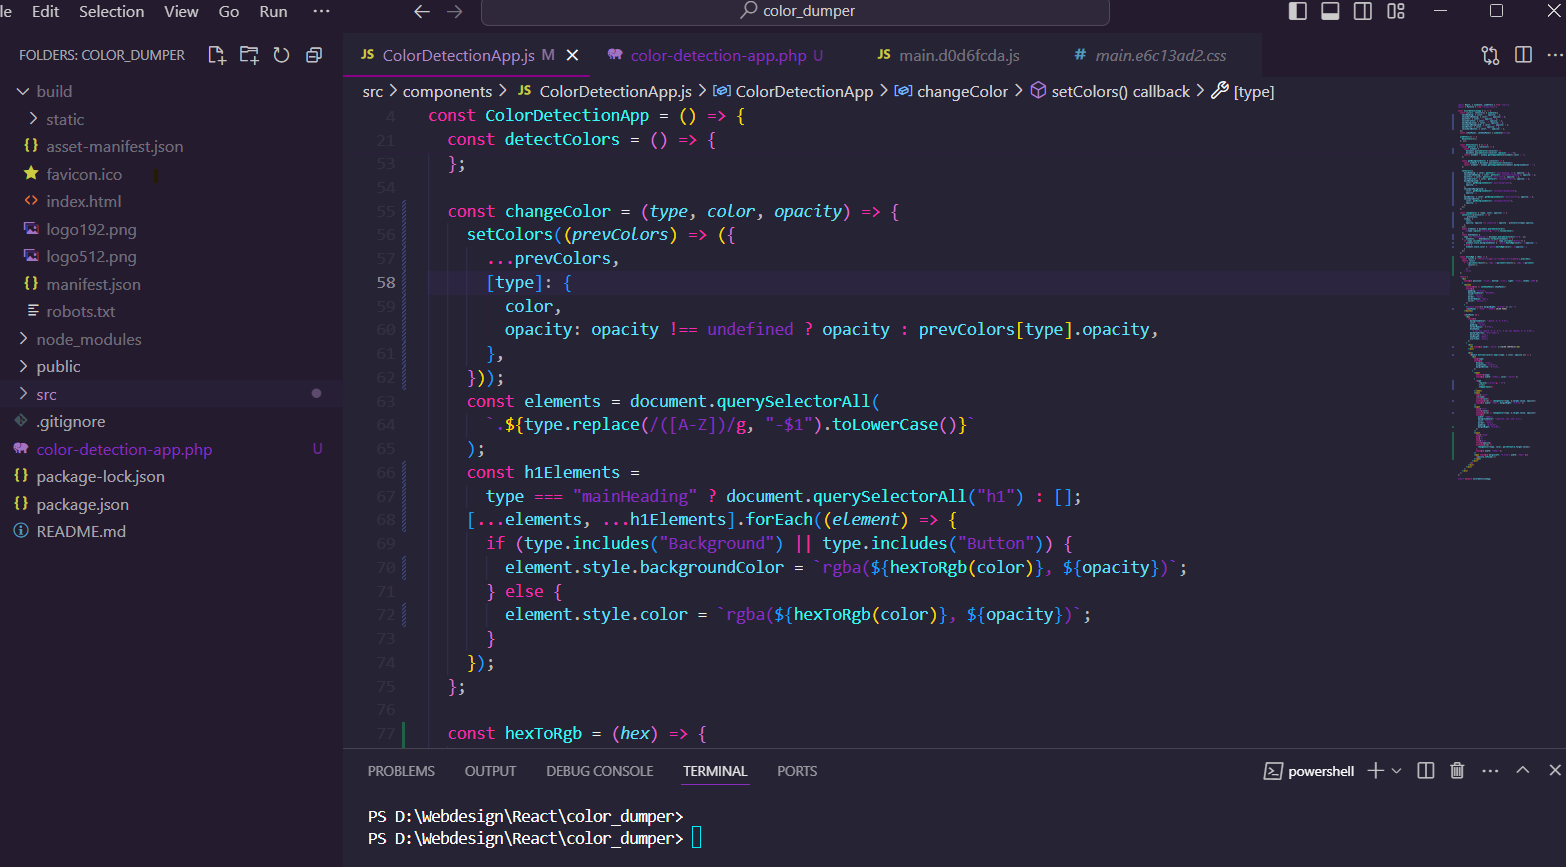 le Edit Selection View Go Run ··· color_dumper
FOLDERS: COLOR_DUMPER
build
static
{} asset-manifest.json
favicon.ico
<> index.html
logo192.png
logo512.png
{} manifest.json
robots.txt
node_modules
public
src
.gitignore
color-detection-app.php U
{} package-lock.json
{} package.json
README.md
JS ColorDetectionApp.js M
color-detection-app.php U
JS main.d0d6fcda.js
# main.e6c13ad2.css
src > components > JS ColorDetectionApp.js > ColorDetectionApp > changeColor > setColors() callback > [type]
4 const ColorDetectionApp = () => {
21 const detectColors = () => {
53 };
54
55 const changeColor = (type, color, opacity) => {
56 setColors((prevColors) => ({
57 ...prevColors,
58 [type]: {
59 color,
60 opacity: opacity !== undefined ? opacity : prevColors[type].opacity,
61 },
62 }));
63 const elements = document.querySelectorAll(
64 `.${type.replace(/([A-Z])/g, "-$1").toLowerCase()}`
65 );
66 const h1Elements =
67 type === "mainHeading" ? document.querySelectorAll("h1") : [];
68 [...elements, ...h1Elements].forEach((element) => {
69 if (type.includes("Background") || type.includes("Button")) {
70 element.style.backgroundColor = `rgba(${hexToRgb(color)}, ${opacity})`;
71 } else {
72 element.style.color = `rgba(${hexToRgb(color)}, ${opacity})`;
73 }
74 });
75 };
76
77 const hexToRgb = (hex) => {
PROBLEMS OUTPUT DEBUG CONSOLE TERMINAL PORTS powershell
PS D:\Webdesign\React\color_dumper>
PS D:\Webdesign\React\color_dumper>